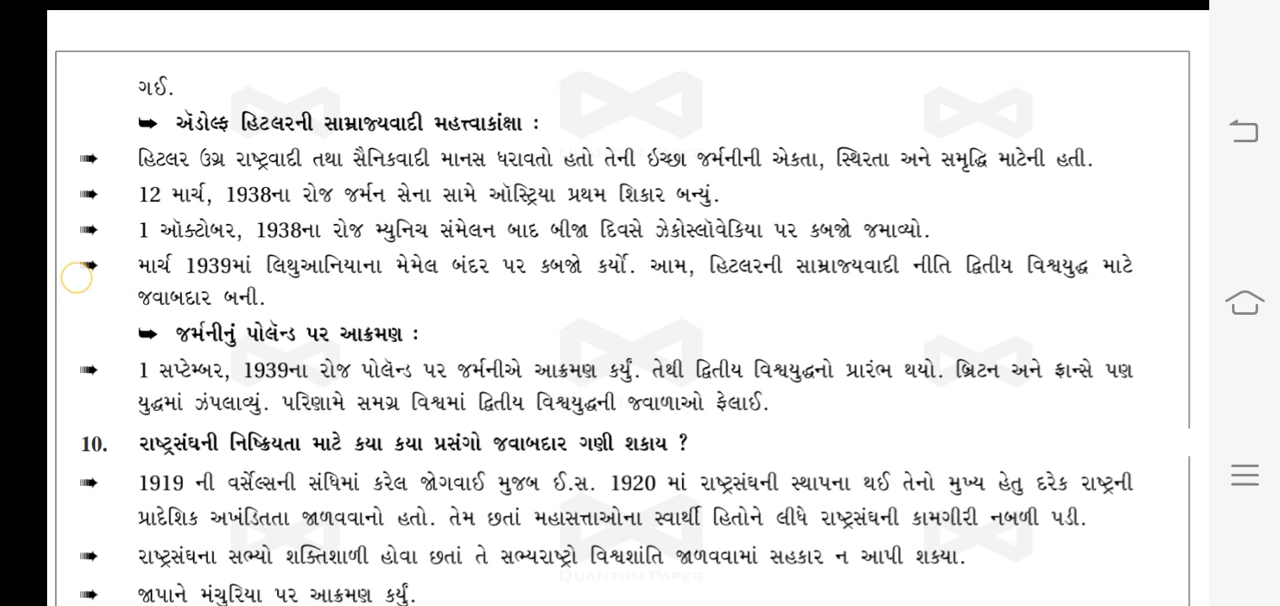 ગઈ.
➥ ઍડોલ્ફ હિટલરની સામ્રાજ્યવાદી મહત્ત્વાકાંક્ષા :
➠ હિટલર ઉગ્ર રાષ્ટ્રવાદી તથા સૈનિકવાદી માનસ ધરાવતો હતો તેની ઇચ્છા જર્મનીની એકતા, સ્થિરતા અને સમૃદ્ધિ માટેની હતી.
➠ 12 માર્ચ, 1938ના રોજ જર્મન સેના સામે ઑસ્ટ્રિયા પ્રથમ શિકાર બન્યું.
➠ 1 ઑક્ટોબર, 1938ના રોજ મ્યુનિચ સંમેલન બાદ બીજા દિવસે ઝેકોસ્લૉવેકિયા પર કબજો જમાવ્યો.
➠ માર્ચ 1939માં લિથુઆનિયાના મેમેલ બંદર પર કબજો કર્યો. આમ, હિટલરની સામ્રાજ્યવાદી નીતિ દ્વિતીય વિશ્વયુદ્ધ માટે
જવાબદાર બની.
➥ જર્મનીનું પોલૅન્ડ પર આક્રમણ :
➠ 1 સપ્ટેમ્બર, 1939ના રોજ પોલૅન્ડ પર જર્મનીએ આક્રમણ કર્યું. તેથી દ્વિતીય વિશ્વયુદ્ધનો પ્રારંભ થયો. બ્રિટન અને ફ્રાન્સે પણ
યુદ્ધમાં ઝંપલાવ્યું. પરિણામે સમગ્ર વિશ્વમાં દ્વિતીય વિશ્વયુદ્ધની જવાળાઓ ફેલાઈ.
10. રાષ્ટ્રસંઘની નિષ્ક્રિયતા માટે કયા કયા પ્રસંગો જવાબદાર ગણી શકાય ?
➠ 1919 ની વર્સેલ્સની સંધિમાં કરેલ જોગવાઈ મુજબ ઈ.સ. 1920 માં રાષ્ટ્રસંઘની સ્થાપના થઈ તેનો મુખ્ય હેતુ દરેક રાષ્ટ્રની
પ્રાદેશિક અખંડિતતા જાળવવાનો હતો. તેમ છતાં મહાસત્તાઓના સ્વાર્થી હિતોને લીધે રાષ્ટ્રસંઘની કામગીરી નબળી પડી.
➠ રાષ્ટ્રસંઘના સભ્યો શક્તિશાળી હોવા છતાં તે સભ્યરાષ્ટ્રો વિશ્વશાંતિ જાળવવામાં સહકાર ન આપી શક્યા.
QUANTUM PAPER
➠ જાપાને મંચુરિયા પર આક્રમણ કર્યું.